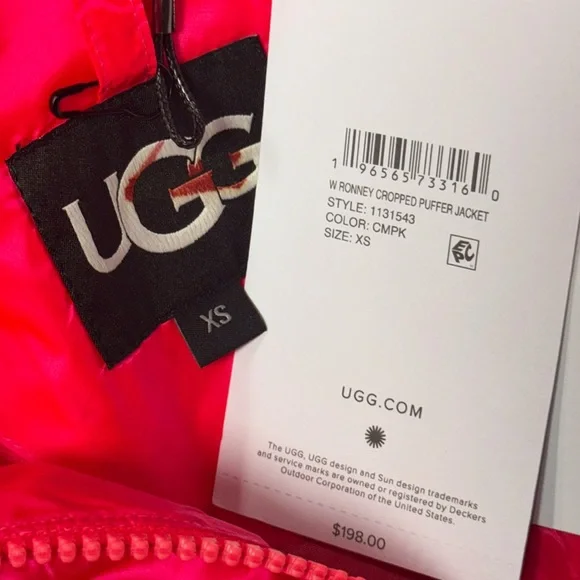 UGG
XS
1 96565 73316 0
W RONNEY CROPPED PUFFER JACKET
STYLE: 1131543
COLOR: CMPK
SIZE: XS
EPC
UGG.COM
The UGG, UGG design and Sun design trademarks
and service marks are owned or registered by Deckers
Outdoor Corporation of the United States.
$198.00